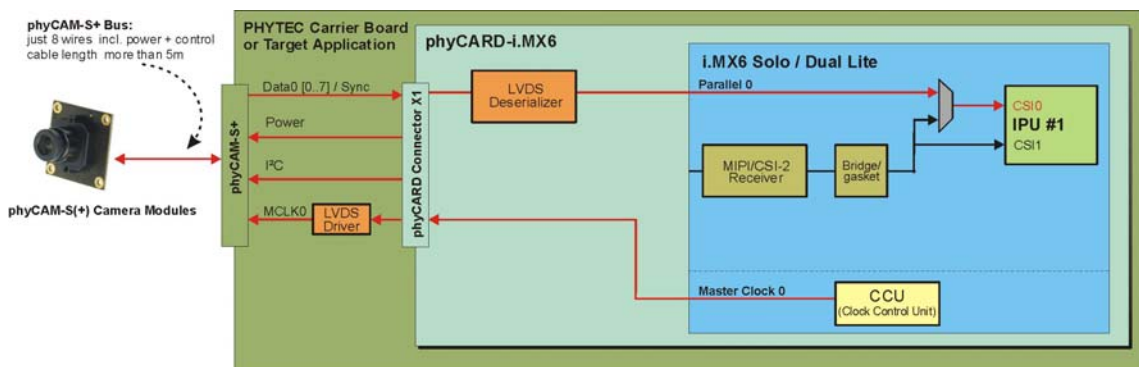 phyCAM-S+ Bus:
just 8 wires incl. power + control
cable length more than 5m
phyCAM-S(+) Camera Modules
PHYTEC Carrier Board
or Target Application
phyCAM-S+
Data0 [0..7] / Sync
Power
I²C
MCLK0
LVDS
Driver
phyCARD Connector X1
phyCARD-i.MX6
LVDS
Deserializer
i.MX6 Solo / Dual Lite
Parallel 0
MIPI/CSI-2
Receiver
Bridge/
gasket
CSI0
IPU #1
CSI1
Master Clock 0
CCU
(Clock Control Unit)